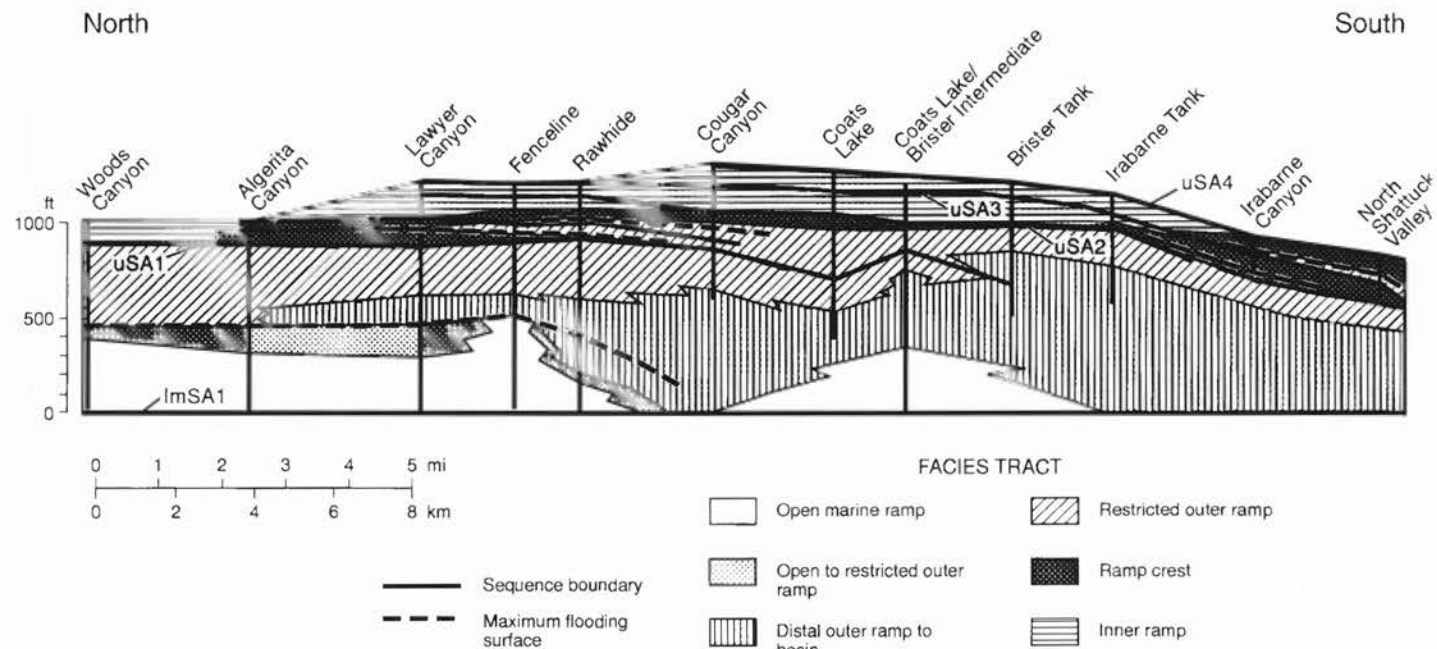 North
South
Woods
Canyon
Algerita
Canyon
Lawyer
Canyon
Fenceline
Rawhide
Cougar
Canyon
Coats
Lake
Coats Lake/
Brister Intermediate
Brister Tank
Irabarne Tank
Irabarne
Canyon
North
Shattuck
Valley
ft
1000
500
0
uSA1
lmSA1
uSA2
uSA3
uSA4
0 1 2 3 4 5 mi
0 2 4 6 8 km
FACIES TRACT
Open marine ramp
Restricted outer ramp
Open to restricted outer
ramp
Ramp crest
Distal outer ramp to
Inner ramp
Sequence boundary
Maximum flooding
surface